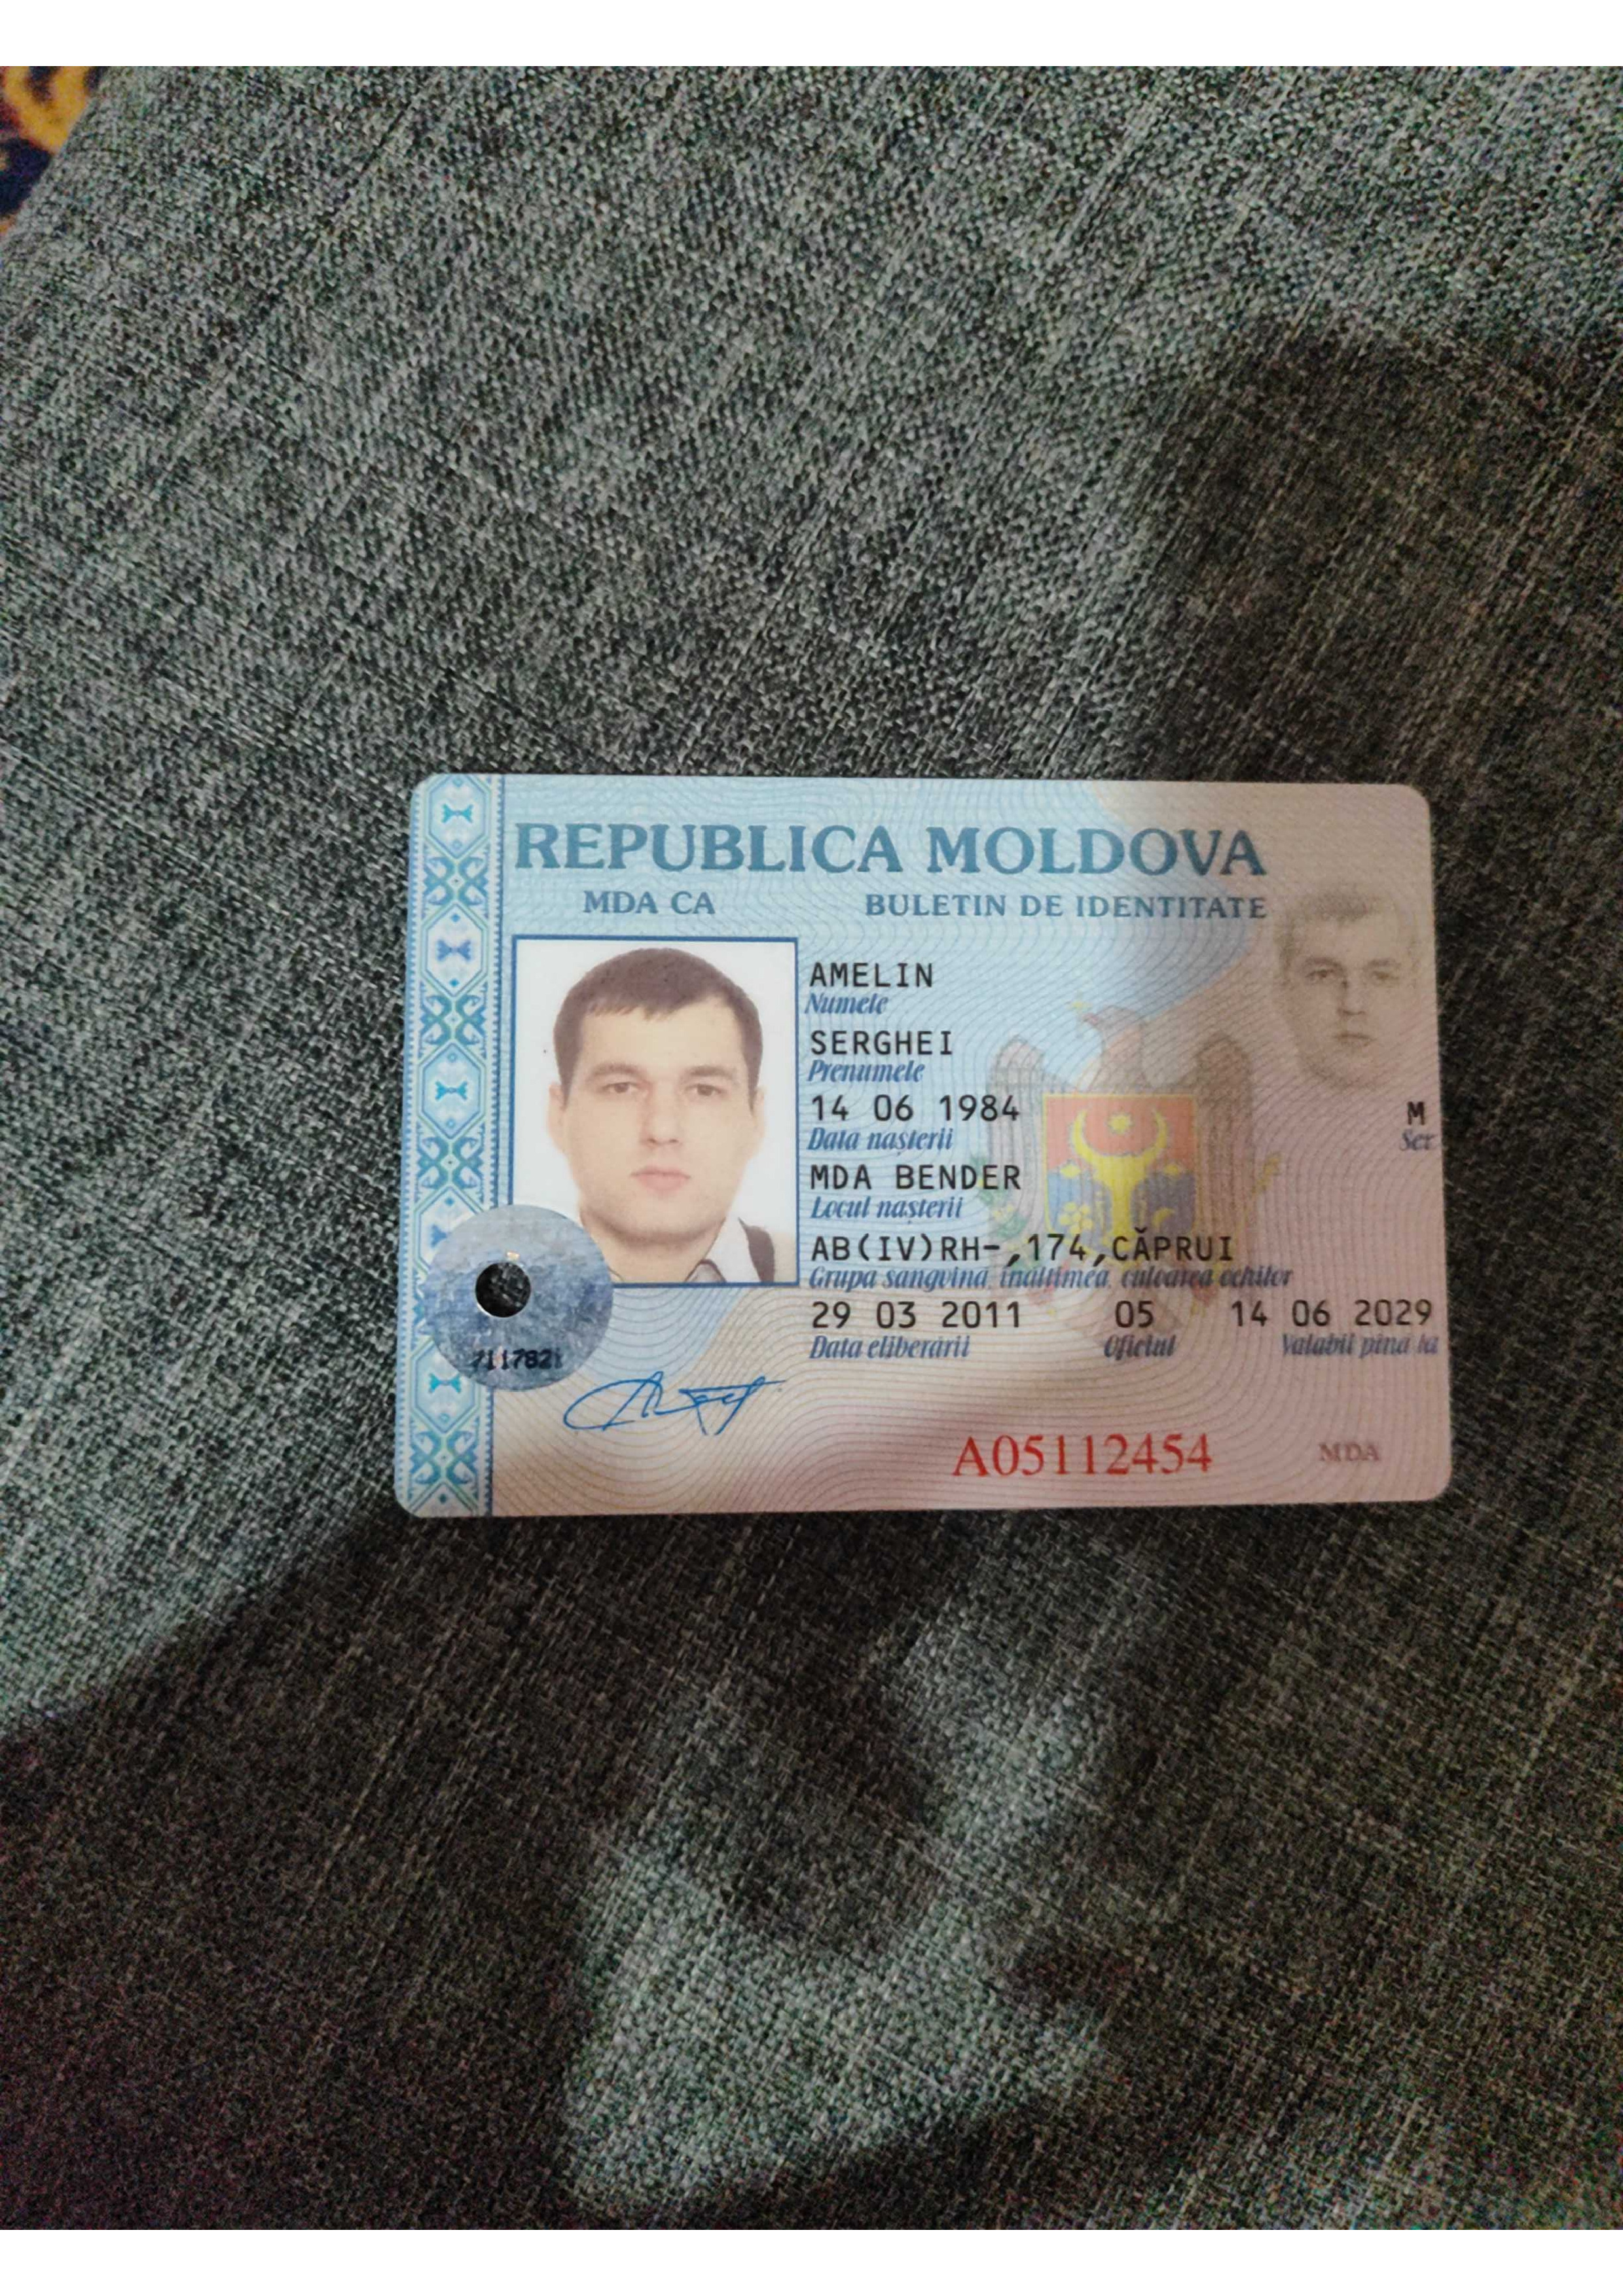 REPUBLICA MOLDOVA
MDA CA BULETIN DE IDENTITATE
AMELIN
Numele
SERGHEI
Prenumele
14 06 1984 M
Data nașterii Sex
MDA BENDER
Locul nașterii
AB(IV)RH-,174,CĂPRUI
Grupa sangvină, înălțimea, culoarea ochilor
29 03 2011 05 14 06 2029
Data eliberării Oficiul Valabil pînă la
7117821
A05112454 MDA